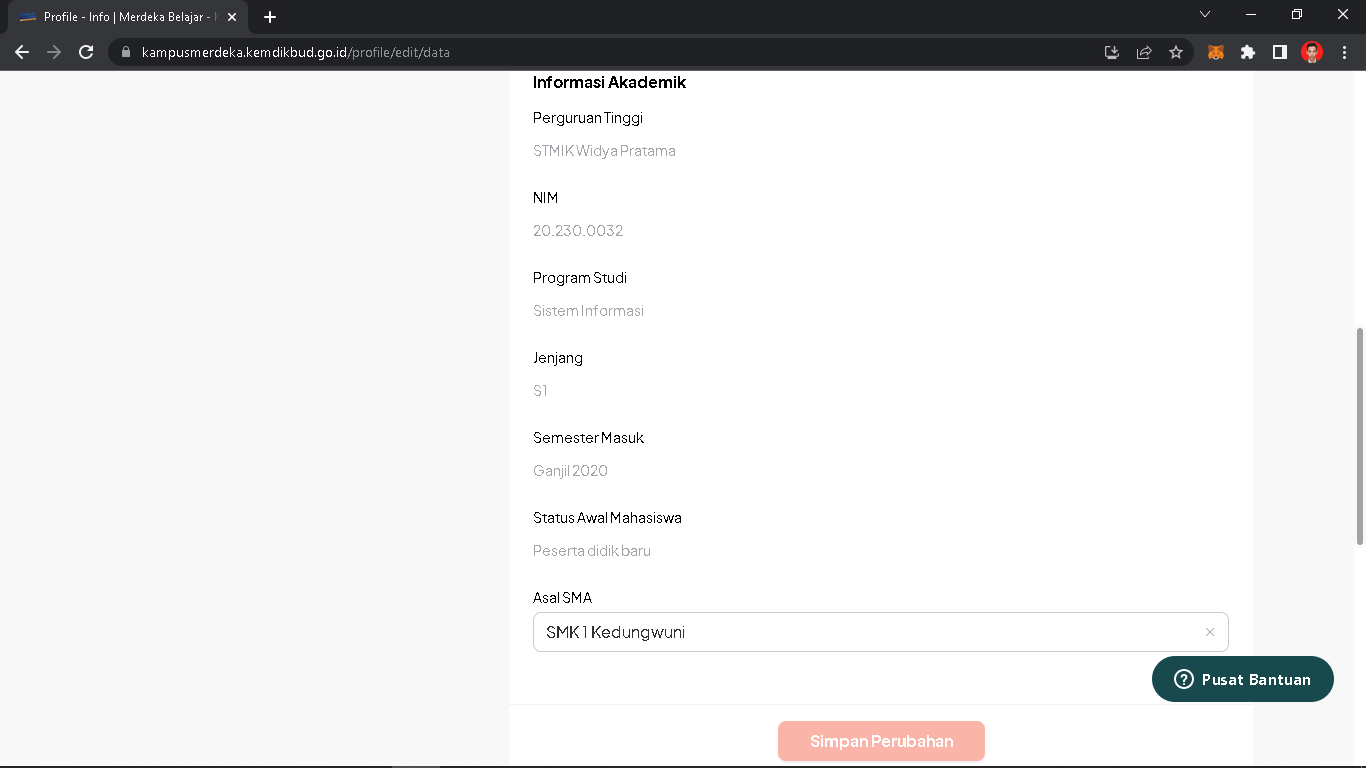 Profile - Info | Merdeka Belajar -
kampusmerdeka.kemdikbud.go.id/profile/edit/data
Informasi Akademik
Perguruan Tinggi
STMIK Widya Pratama
NIM
20.230.0032
Program Studi
Sistem Informasi
Jenjang
S1
Semester Masuk
Ganjil 2020
Status Awal Mahasiswa
Peserta didik baru
Asal SMA
SMK 1 Kedungwuni
Pusat Bantuan
Simpan Perubahan